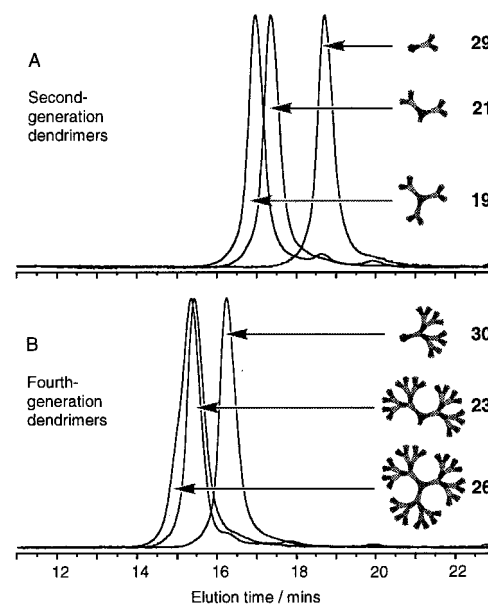 A
29
Second-
generation
dendrimers
21
19
B
30
Fourth-
generation
dendrimers
23
26
12 14 16 18 20 22
Elution time / mins